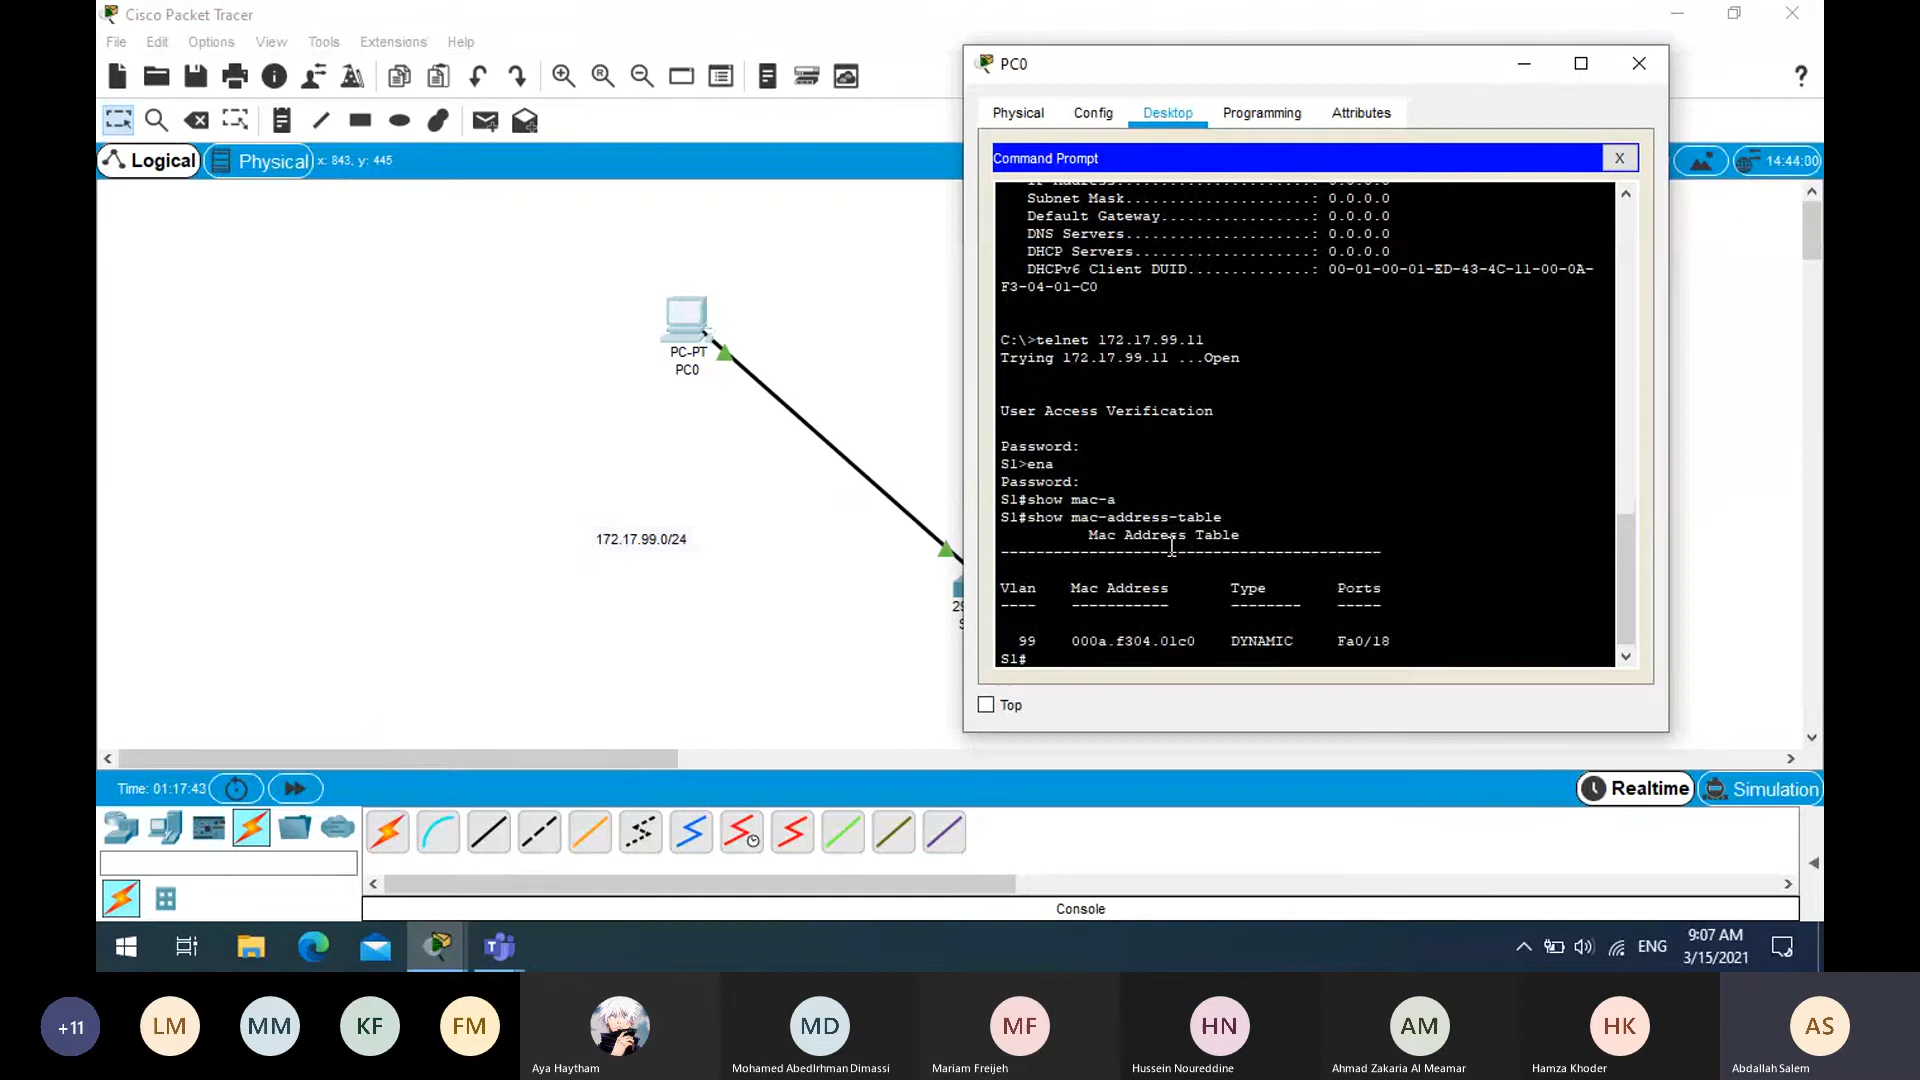 Cisco Packet Tracer
File Edit Options View Tools Extensions Help
Logical
Physical
x: 843, y: 445
14:44:00
PC-PT
PC0
172.17.99.0/24
29
S
PC0
Physical Config Desktop Programming Attributes
Command Prompt
X
IP Address......................: 0.0.0.0
Subnet Mask.....................: 0.0.0.0
Default Gateway.................: 0.0.0.0
DNS Servers.....................: 0.0.0.0
DHCP Servers....................: 0.0.0.0
DHCPv6 Client DUID..............: 00-01-00-01-ED-43-4C-11-00-0A-
F3-04-01-C0
C:\>telnet 172.17.99.11
Trying 172.17.99.11 ...Open
User Access Verification
Password:
S1>ena
Password:
S1#show mac-a
S1#show mac-address-table
Mac Address Table
-------------------------------------------
Vlan Mac Address Type Ports
---- ----------- -------- -----
99 000a.f304.01c0 DYNAMIC Fa0/18
S1#
Top
Time: 01:17:43
Realtime
Simulation
Console
ENG
9:07 AM
3/15/2021
+11
LM
MM
KF
FM
MD
MF
HN
AM
HK
AS
Aya Haytham
Mohamed AbedIrhman Dimassi
Mariam Freijeh
Hussein Noureddine
Ahmad Zakaria Al Meamar
Hamza Khoder
Abdallah Salem